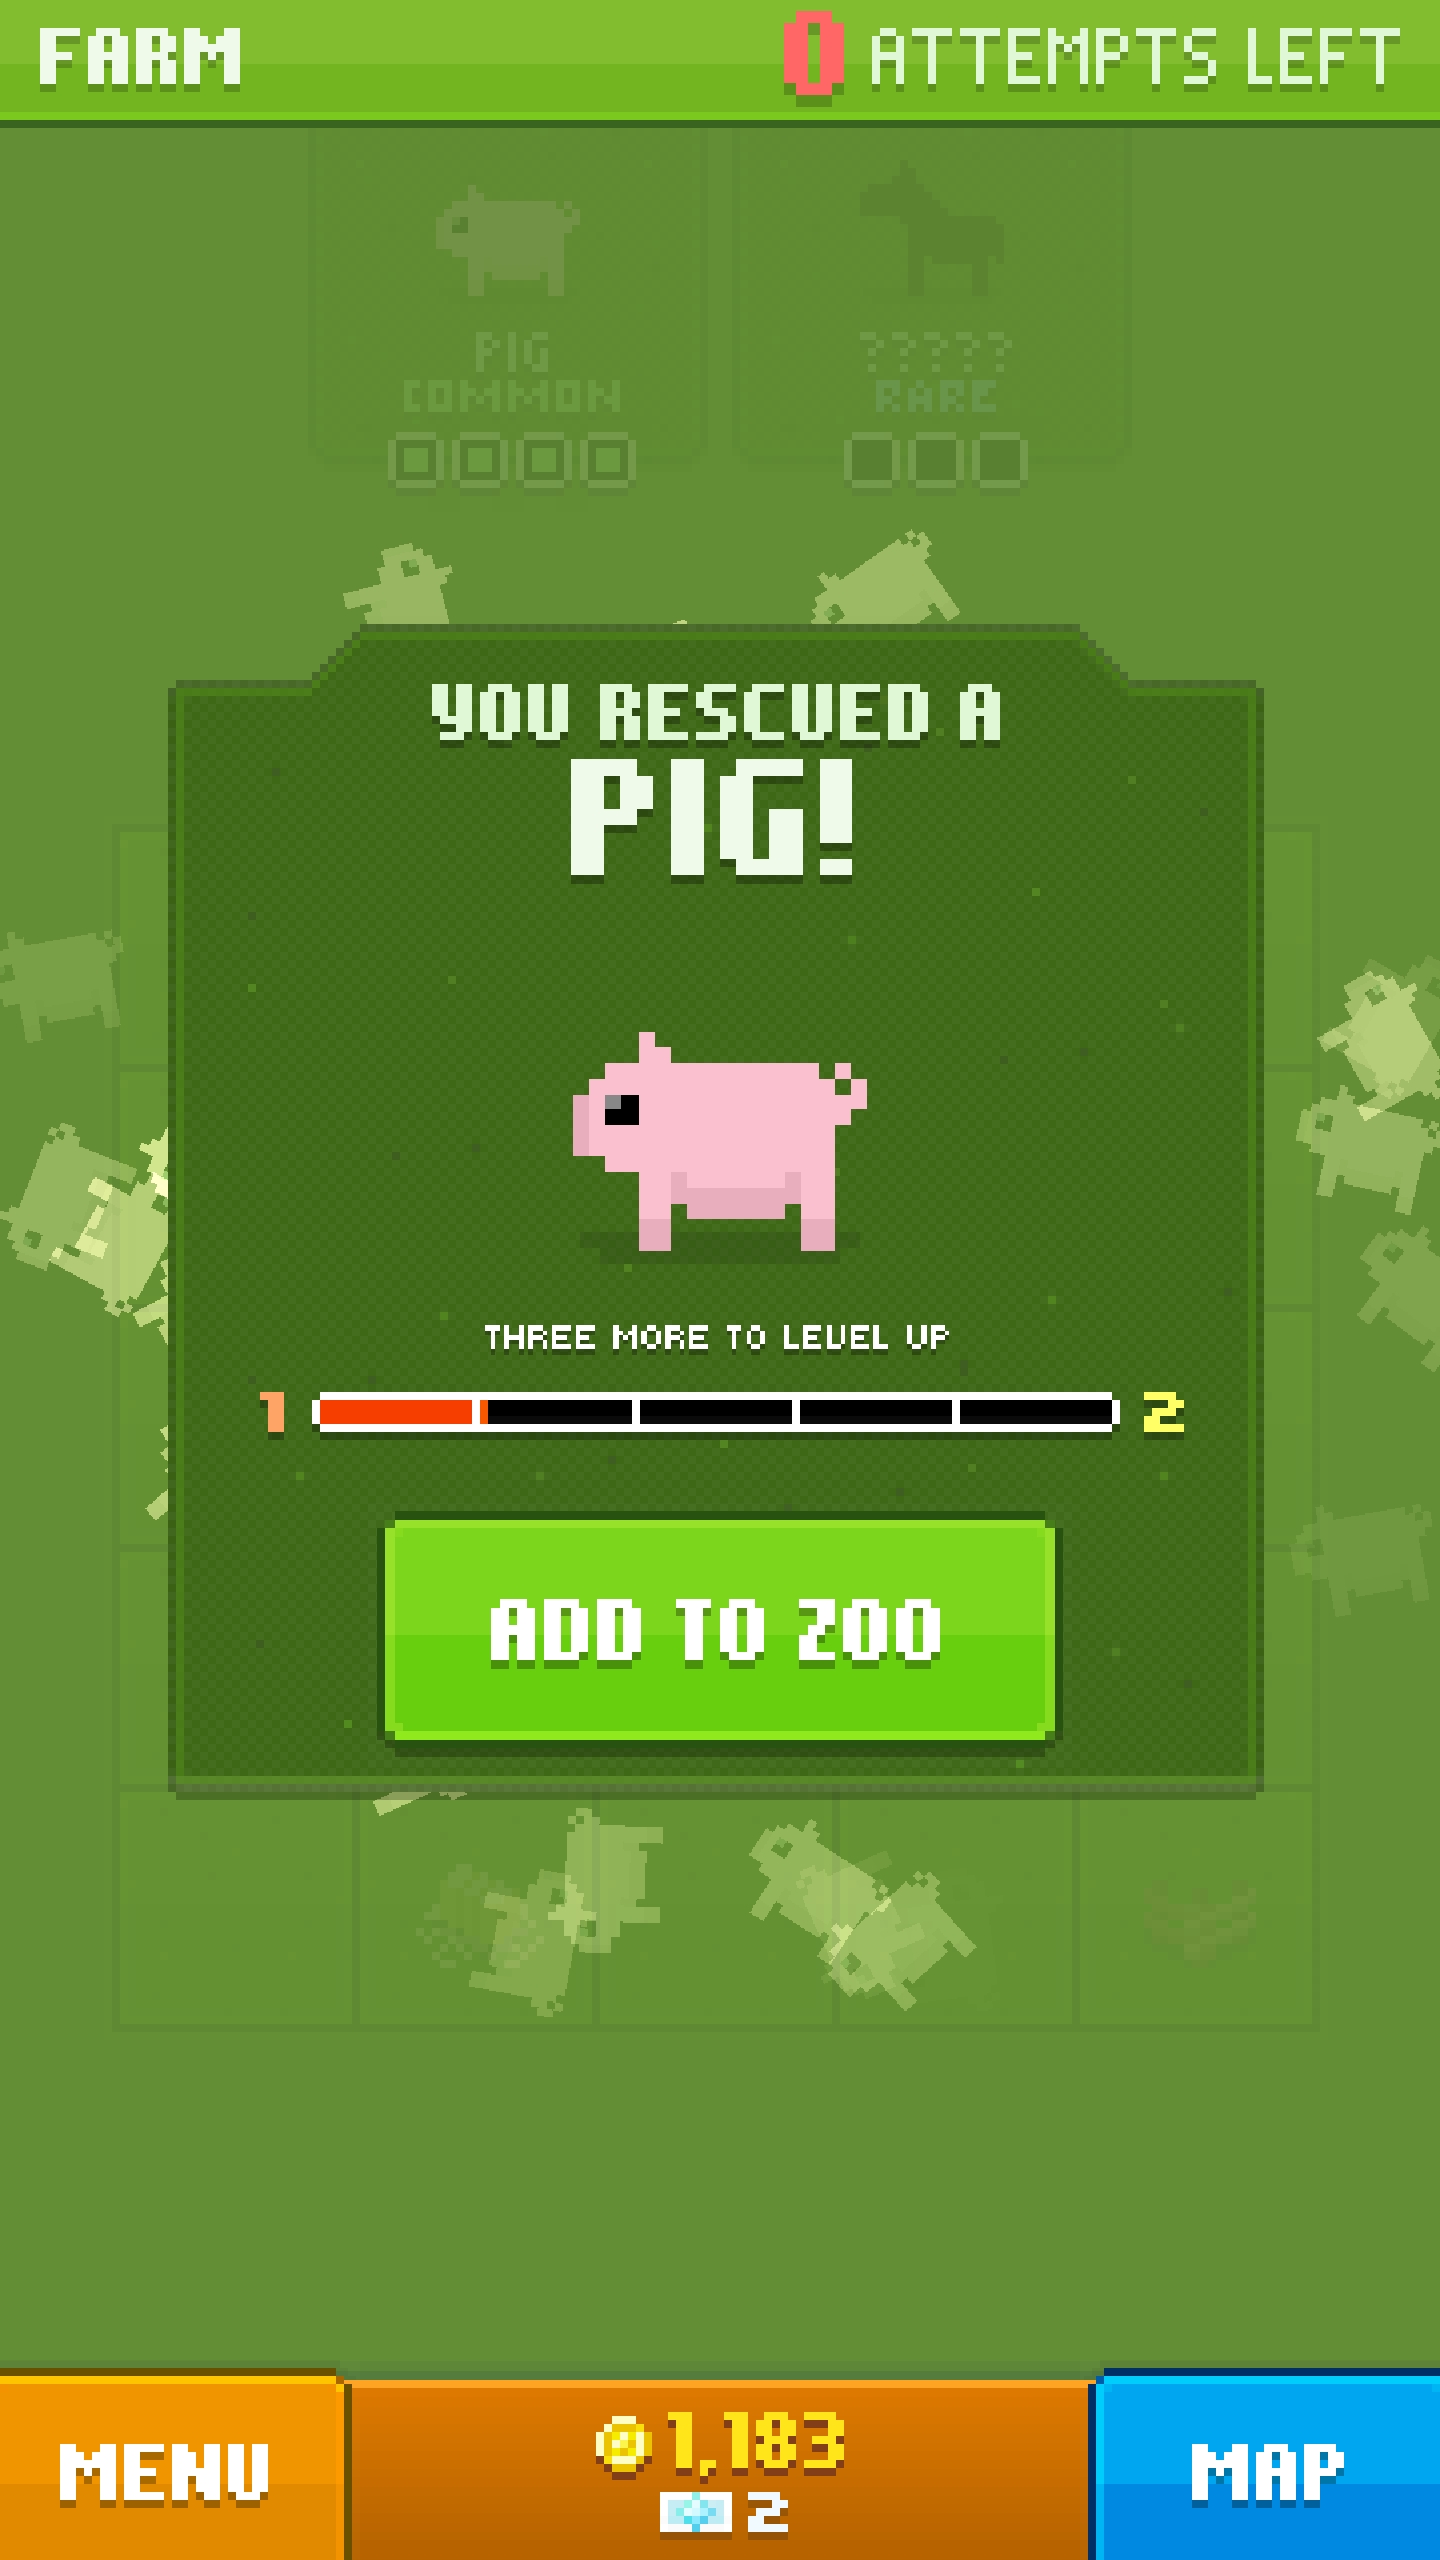 FARM
0 ATTEMPTS LEFT
PIG
COMMON
?????
RARE
YOU RESCUED A
PIG!
THREE MORE TO LEVEL UP
1
2
ADD TO ZOO
MENU
1,183
2
MAP